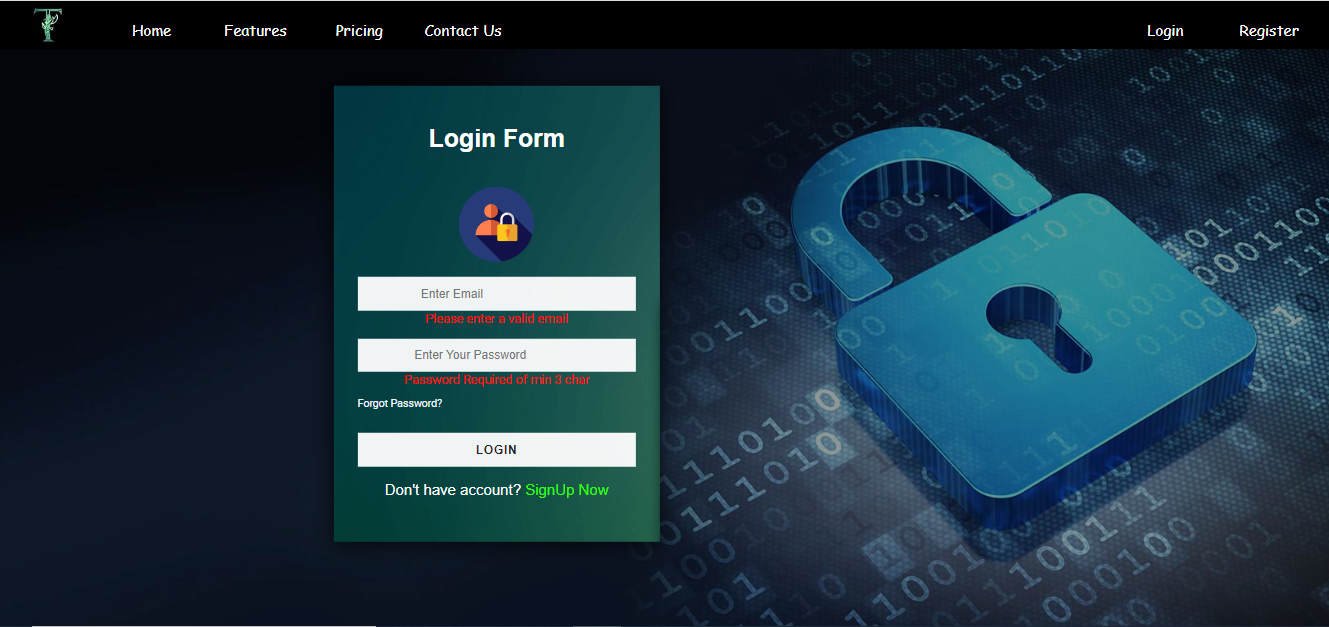 Home Features Pricing Contact Us Login Register
Login Form
Enter Email
Please enter a valid email
Enter Your Password
Password Required of min 3 char
Forgot Password?
LOGIN
Don't have account? SignUp Now